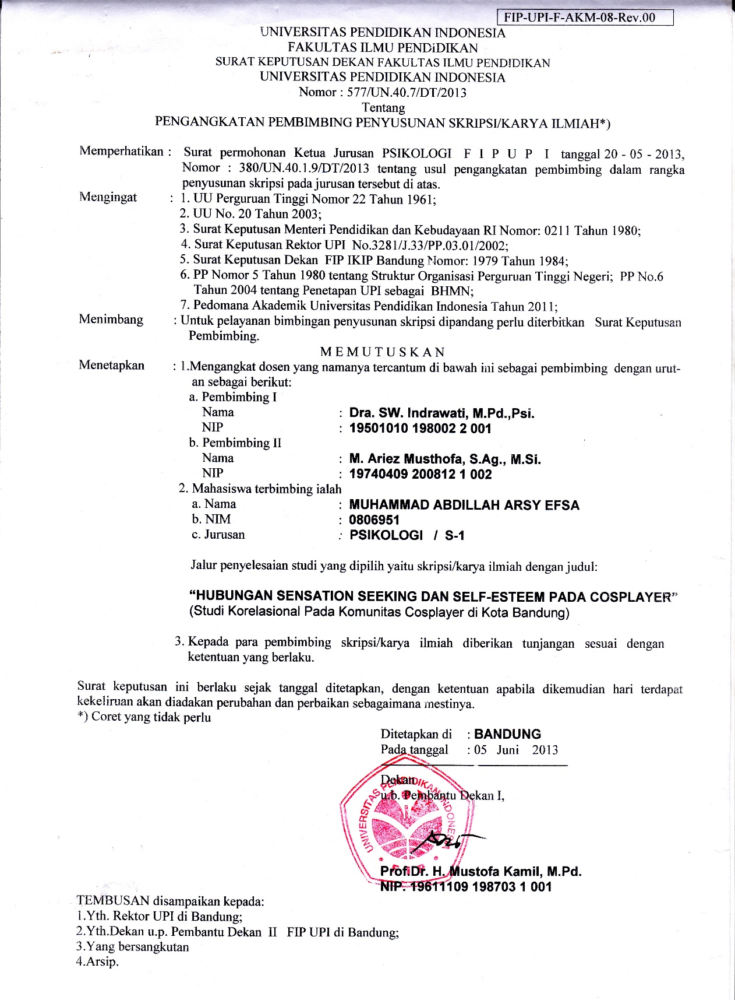 FIP-UPI-F-AKM-08-Rev.00
UNIVERSITAS PENDIDIKAN INDONESIA
FAKULTAS ILMU PENDIDIKAN
SURAT KEPUTUSAN DEKAN FAKULTAS ILMU PENDIDIKAN
UNIVERSITAS PENDIDIKAN INDONESIA
Nomor : 577/UN.40.7/DT/2013
Tentang
PENGANGKATAN PEMBIMBING PENYUSUNAN SKRIPSI/KARYA ILMIAH*)
Memperhatikan : Surat permohonan Ketua Jurusan PSIKOLOGI F I P U P I tanggal 20 - 05 - 2013,
Nomor : 380/UN.40.1.9/DT/2013 tentang usul pengangkatan pembimbing dalam rangka
penyusunan skripsi pada jurusan tersebut di atas.
Mengingat : 1. UU Perguruan Tinggi Nomor 22 Tahun 1961;
2. UU No. 20 Tahun 2003;
3. Surat Keputusan Menteri Pendidikan dan Kebudayaan RI Nomor: 0211 Tahun 1980;
4. Surat Keputusan Rektor UPI No.3281/J.33/PP.03.01/2002;
5. Surat Keputusan Dekan FIP IKIP Bandung Nomor: 1979 Tahun 1984;
6. PP Nomor 5 Tahun 1980 tentang Struktur Organisasi Perguruan Tinggi Negeri; PP No.6
Tahun 2004 tentang Penetapan UPI sebagai BHMN;
7. Pedomana Akademik Universitas Pendidikan Indonesia Tahun 2011;
Menimbang : Untuk pelayanan bimbingan penyusunan skripsi dipandang perlu diterbitkan Surat Keputusan
Pembimbing.
M E M U T U S K A N
Menetapkan : 1.Mengangkat dosen yang namanya tercantum di bawah ini sebagai pembimbing dengan urut-
an sebagai berikut:
a. Pembimbing I
Nama : Dra. SW. Indrawati, M.Pd.,Psi.
NIP : 19501010 198002 2 001
b. Pembimbing II
Nama : M. Ariez Musthofa, S.Ag., M.Si.
NIP : 19740409 200812 1 002
2. Mahasiswa terbimbing ialah
a. Nama : MUHAMMAD ABDILLAH ARSY EFSA
b. NIM : 0806951
c. Jurusan : PSIKOLOGI / S-1
Jalur penyelesaian studi yang dipilih yaitu skripsi/karya ilmiah dengan judul:
“HUBUNGAN SENSATION SEEKING DAN SELF-ESTEEM PADA COSPLAYER”
(Studi Korelasional Pada Komunitas Cosplayer di Kota Bandung)
3. Kepada para pembimbing skripsi/karya ilmiah diberikan tunjangan sesuai dengan
ketentuan yang berlaku.
Surat keputusan ini berlaku sejak tanggal ditetapkan, dengan ketentuan apabila dikemudian hari terdapat
kekeliruan akan diadakan perubahan dan perbaikan sebagaimana mestinya.
*) Coret yang tidak perlu
Ditetapkan di : BANDUNG
Pada tanggal : 05 Juni 2013
Dekan
u.b. Pembantu Dekan I,
UNIVERSITAS PENDIDIKAN INDONESIA
FIP
Prof. Dr. H. Mustofa Kamil, M.Pd.
NIP. 19611109 198703 1 001
TEMBUSAN disampaikan kepada:
1.Yth. Rektor UPI di Bandung;
2.Yth.Dekan u.p. Pembantu Dekan II FIP UPI di Bandung;
3.Yang bersangkutan
4.Arsip.